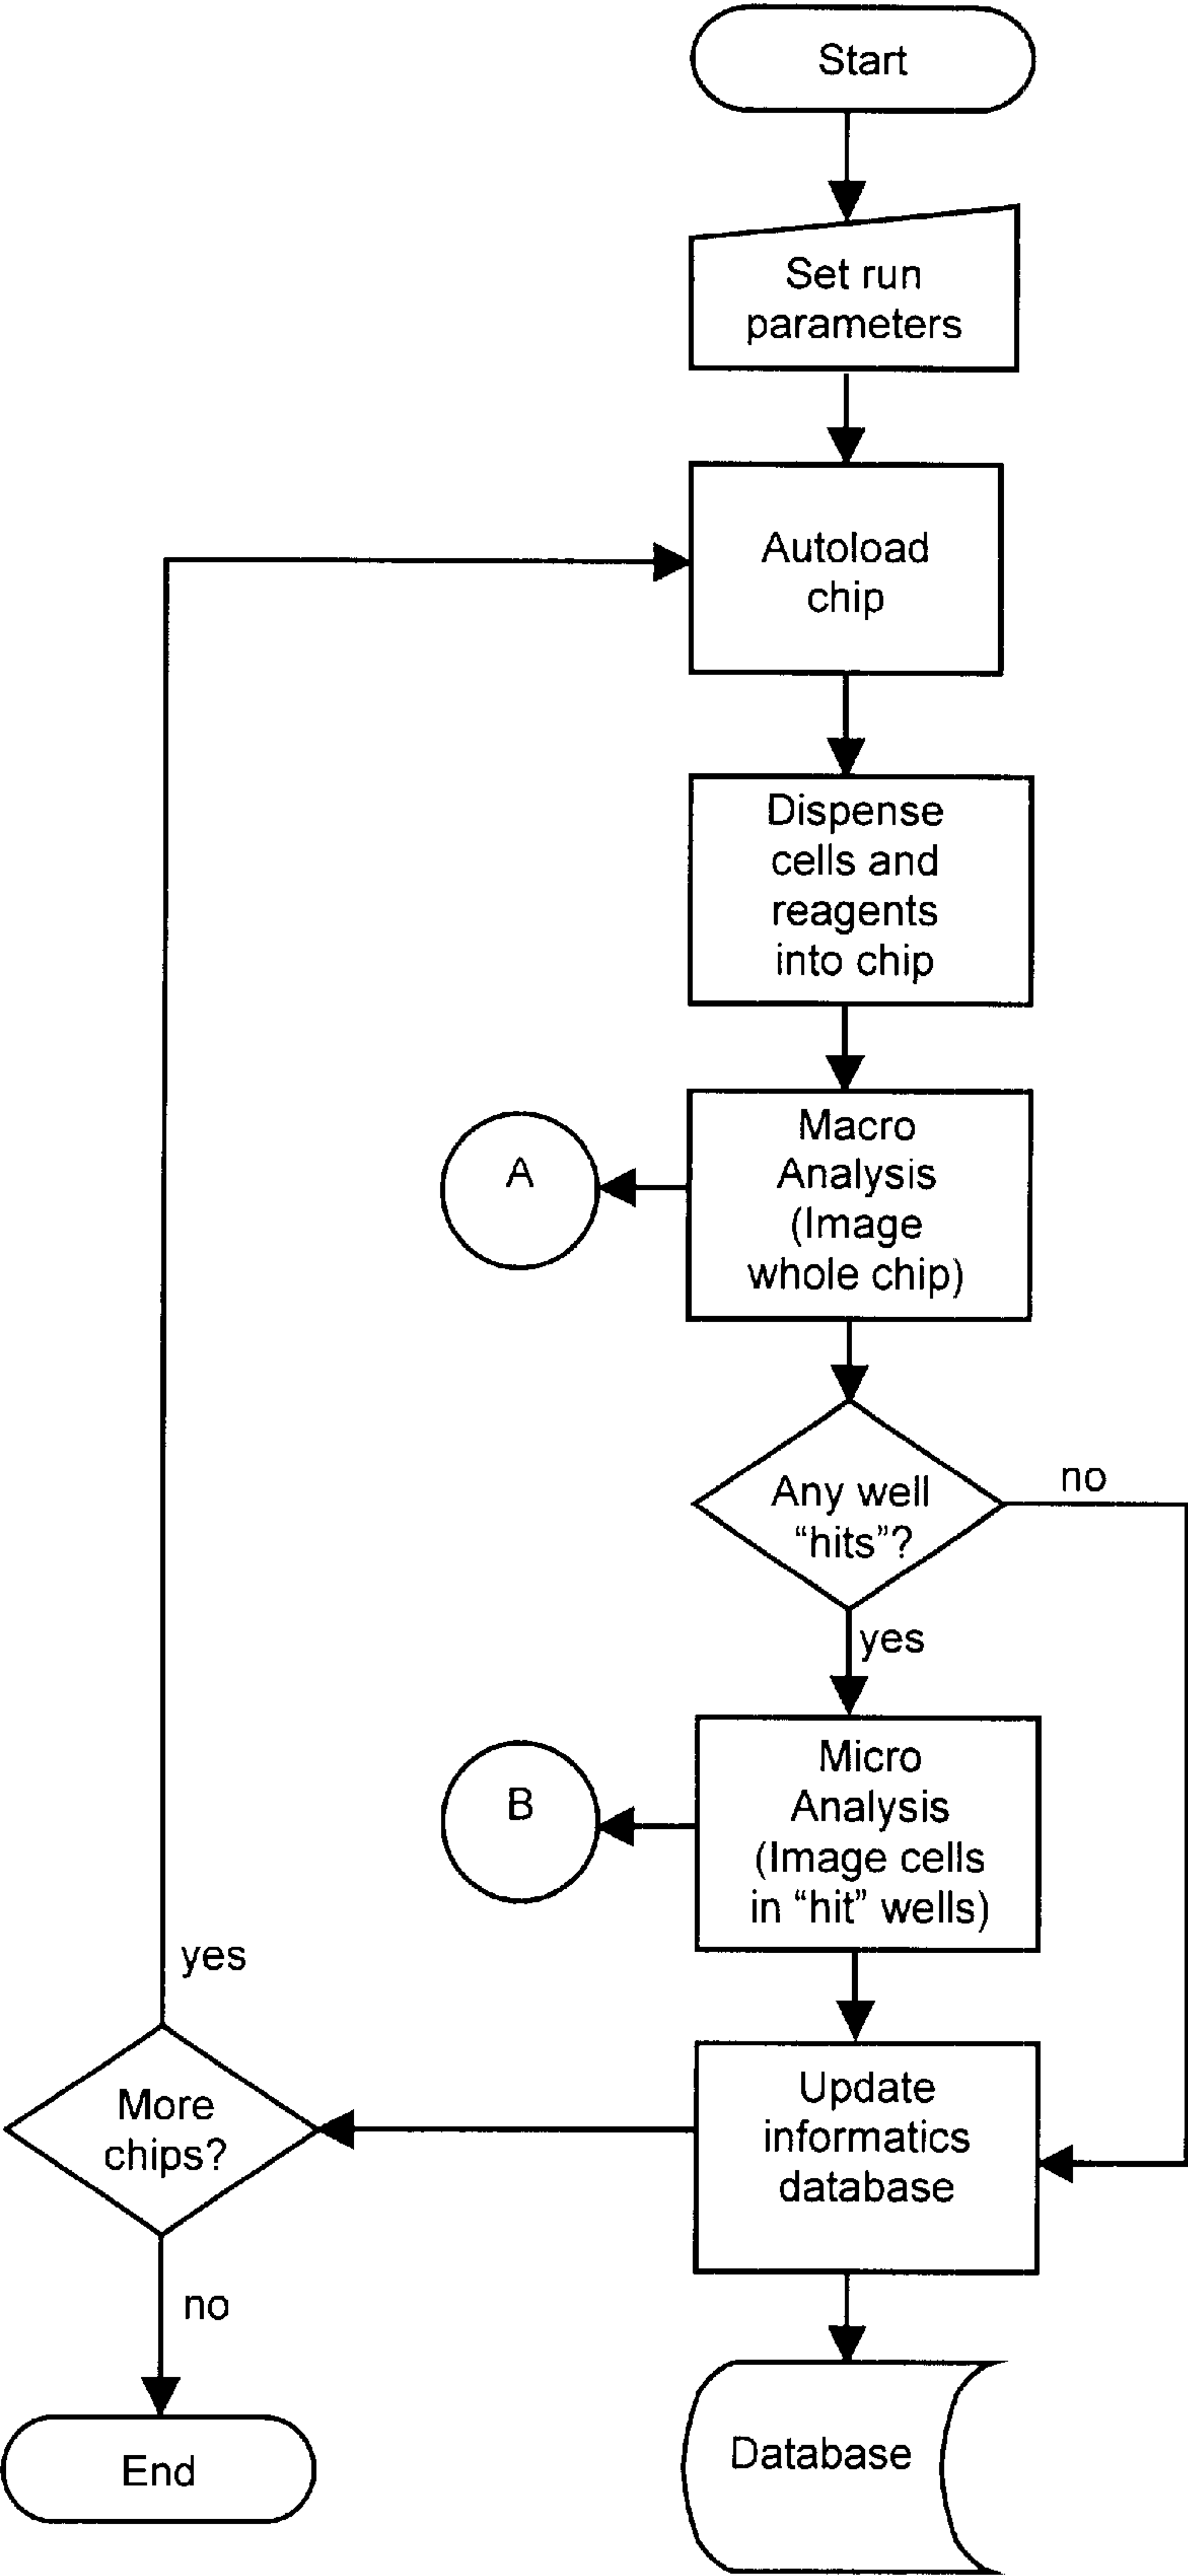 Start
Set run
parameters
Autoload
chip
Dispense
cells and
reagents
into chip
Macro
Analysis
(Image
whole chip)
A
Any well
“hits”?
no
yes
Micro
Analysis
(Image cells
in “hit” wells)
B
Update
informatics
database
Database
More
chips?
yes
no
End